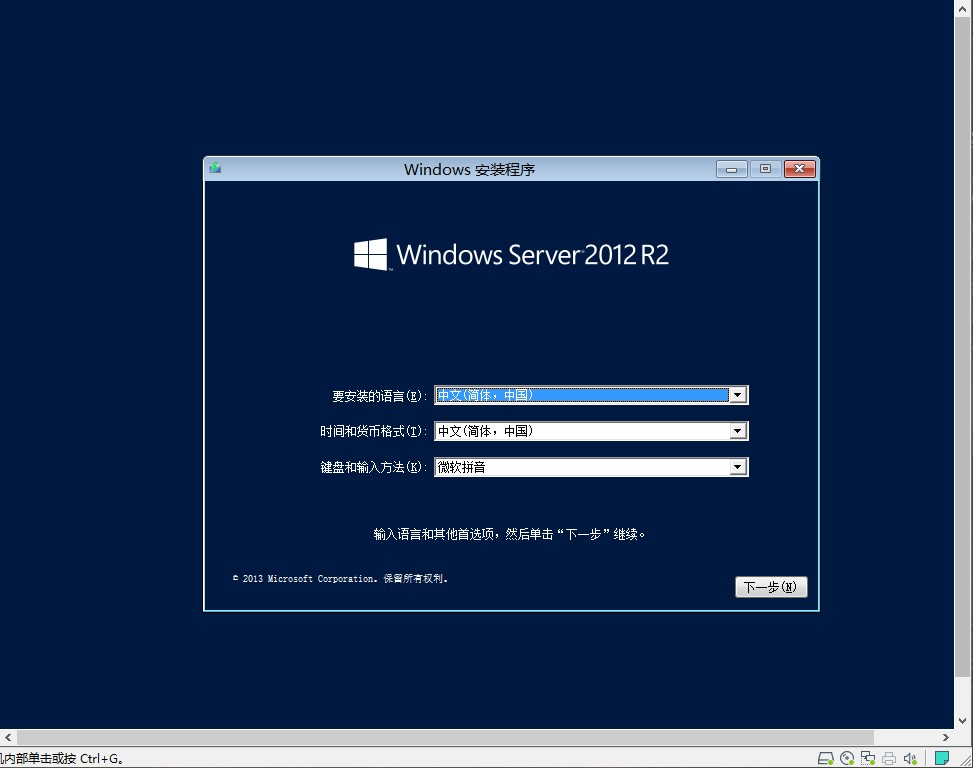 Windows 安装程序
Windows Server 2012 R2
要安装的语言(E): 中文(简体，中国)
时间和货币格式(T): 中文(简体，中国)
键盘和输入方法(K): 微软拼音
输入语言和其他首选项，然后单击“下一步”继续。
© 2013 Microsoft Corporation。保留所有权利。
下一步(N)
内部单击或按 Ctrl+G。